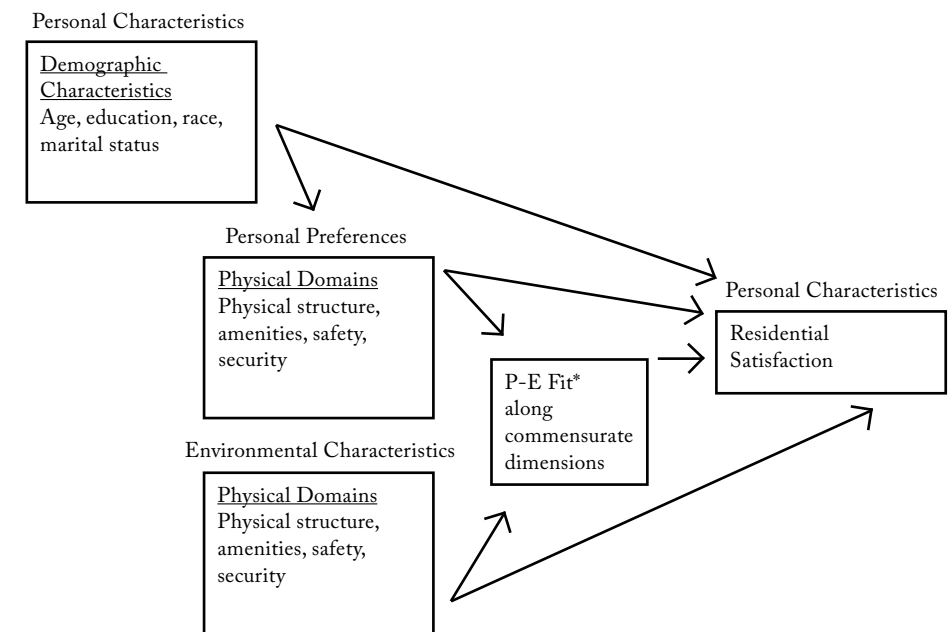 Personal Characteristics
Demographic
Characteristics
Age, education, race,
marital status
Personal Preferences
Physical Domains
Physical structure,
amenities, safety,
security
Personal Characteristics
Residential
Satisfaction
P-E Fit*
along
commensurate
dimensions
Environmental Characteristics
Physical Domains
Physical structure,
amenities, safety,
security